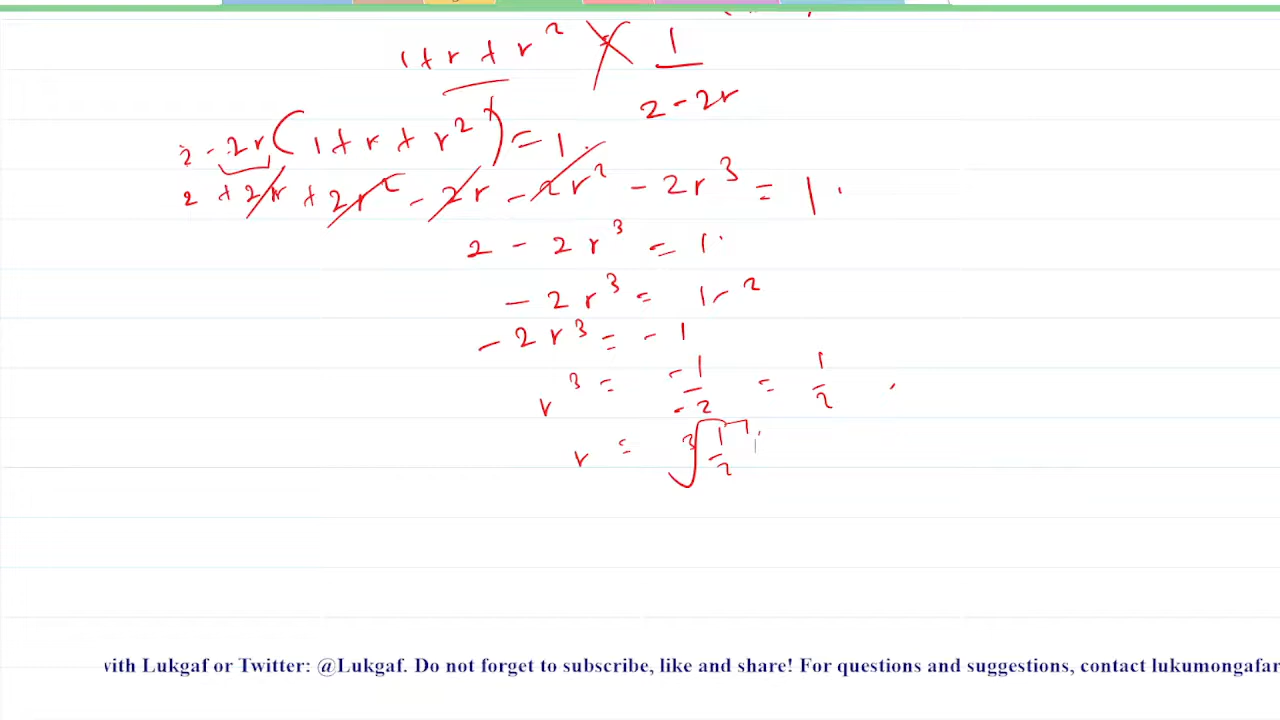 1+r+r² = 1
2-2r
2-2r(1+r+r²)=1.
2+2r+2r²-2r-2r²-2r³=1.
2-2r³=1.
-2r³=1-2
-2r³=-1
r³=-1/-2=1/2.
r=∛1/2
with Lukgaf or Twitter: @Lukgaf. Do not forget to subscribe, like and share! For questions and suggestions, contact lukumongafar